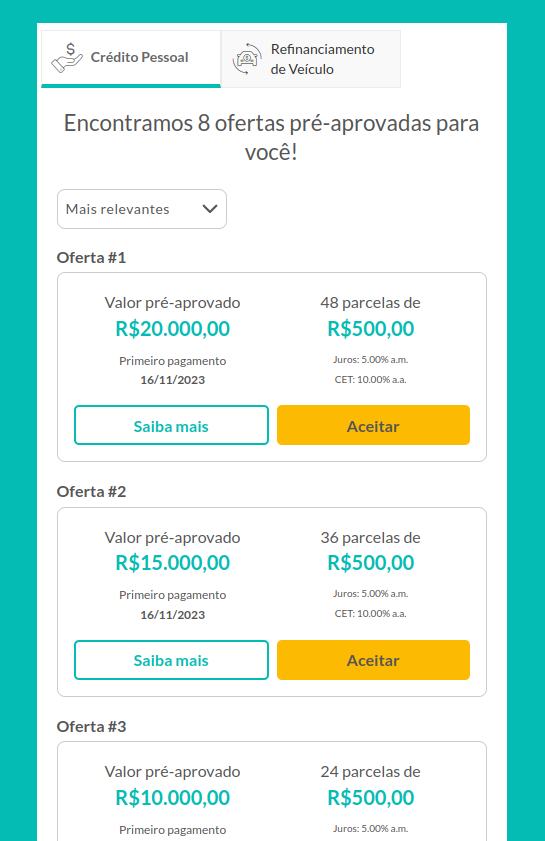 Crédito Pessoal
Refinanciamento
de Veículo
Encontramos 8 ofertas pré-aprovadas para
você!
Mais relevantes
Oferta #1
Valor pré-aprovado
R$20.000,00
Primeiro pagamento
16/11/2023
48 parcelas de
R$500,00
Juros: 5.00% a.m.
CET: 10.00% a.a.
Saiba mais
Aceitar
Oferta #2
Valor pré-aprovado
R$15.000,00
Primeiro pagamento
16/11/2023
36 parcelas de
R$500,00
Juros: 5.00% a.m.
CET: 10.00% a.a.
Saiba mais
Aceitar
Oferta #3
Valor pré-aprovado
R$10.000,00
Primeiro pagamento
24 parcelas de
R$500,00
Juros: 5.00% a.m.